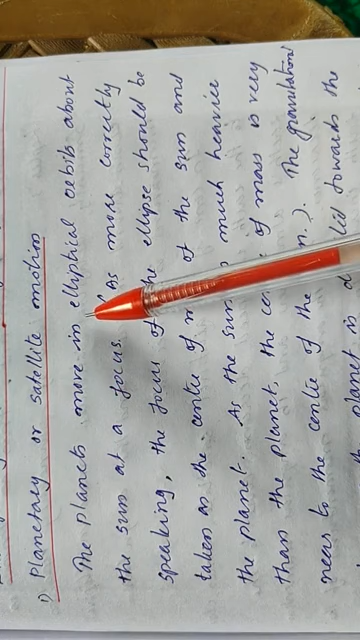 1) Planetary or satellite motion
The planets move in elliptical orbits about
the sun at a focus. As more correctly
speaking, the focus of the ellipse should be
taken as the centre of the sun and
the planet. As the sun much heavier
than the planet, the of mass is very
near to the centre of the The
planet is towards the